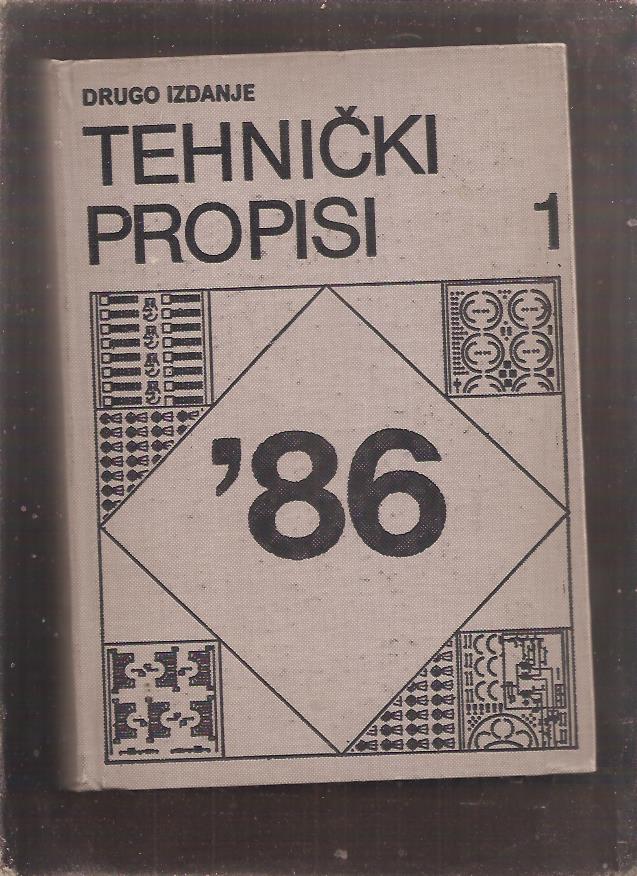 DRUGO IZDANJE
TEHNIČKI
PROPISI 1
'86